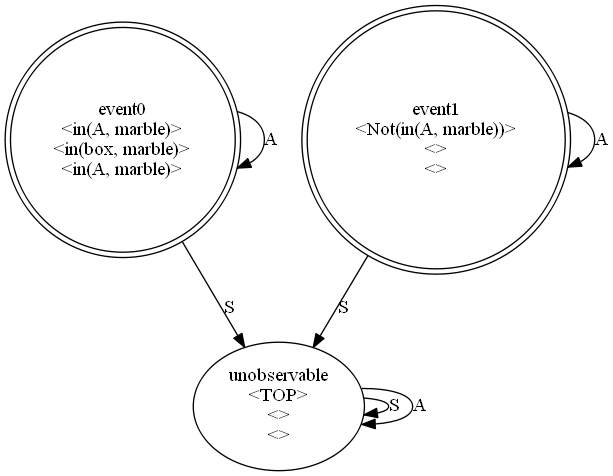 event0
<in(A, marble)>
<in(box, marble)>
<in(A, marble)>
A
event1
<Not(in(A, marble))>
<>
<>
A
S
S
unobservable
<TOP>
<>
<>
S
A